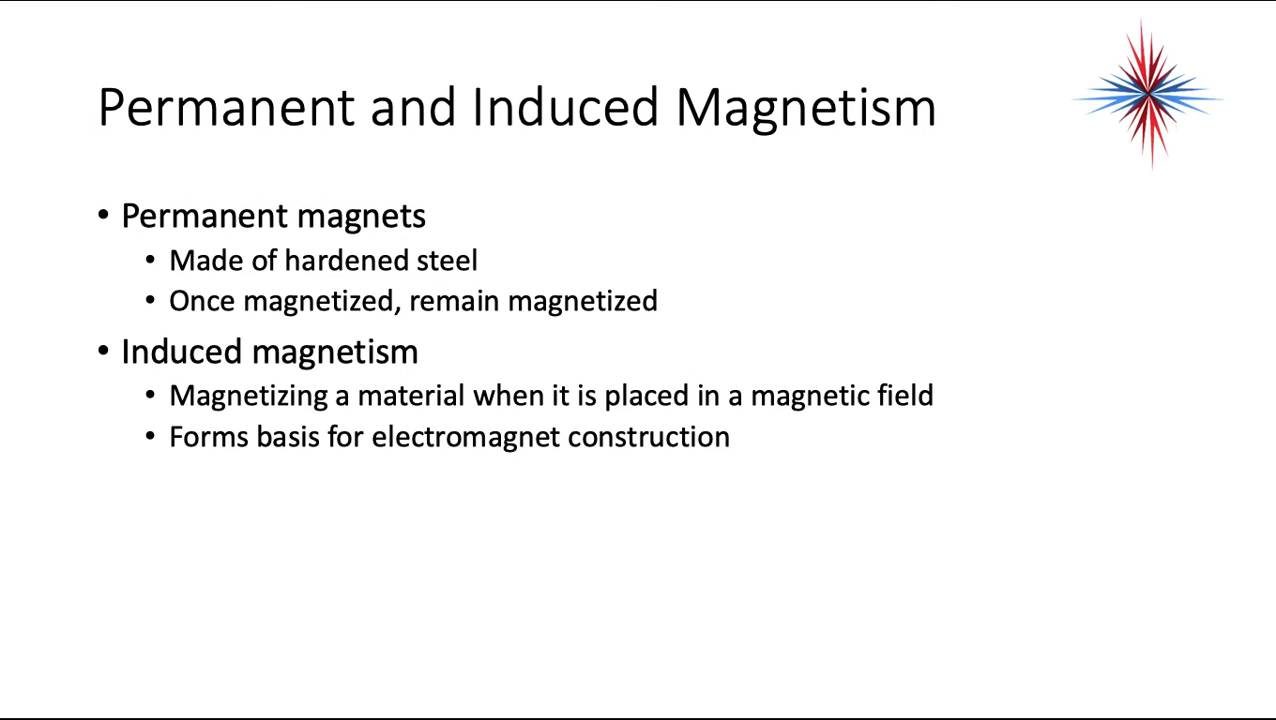 Permanent and Induced Magnetism
• Permanent magnets
• Made of hardened steel
• Once magnetized, remain magnetized
• Induced magnetism
• Magnetizing a material when it is placed in a magnetic field
• Forms basis for electromagnet construction